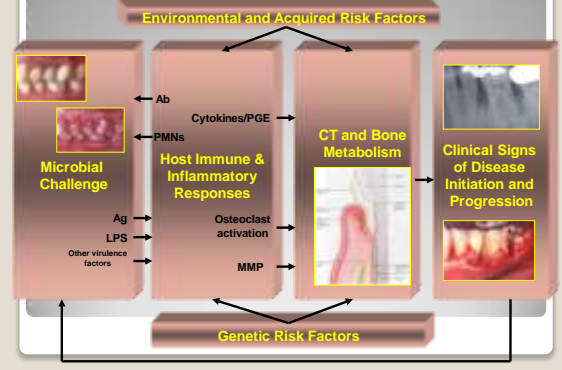 Environmental and Acquired Risk Factors
Microbial
Challenge
Ab
PMNs
Ag
LPS
Other virulence
factors
Host Immune &
Inflammatory
Responses
Cytokines/PGE
Osteoclast
activation
MMP
CT and Bone
Metabolism
Clinical Signs
of Disease
Initiation and
Progression
Genetic Risk Factors